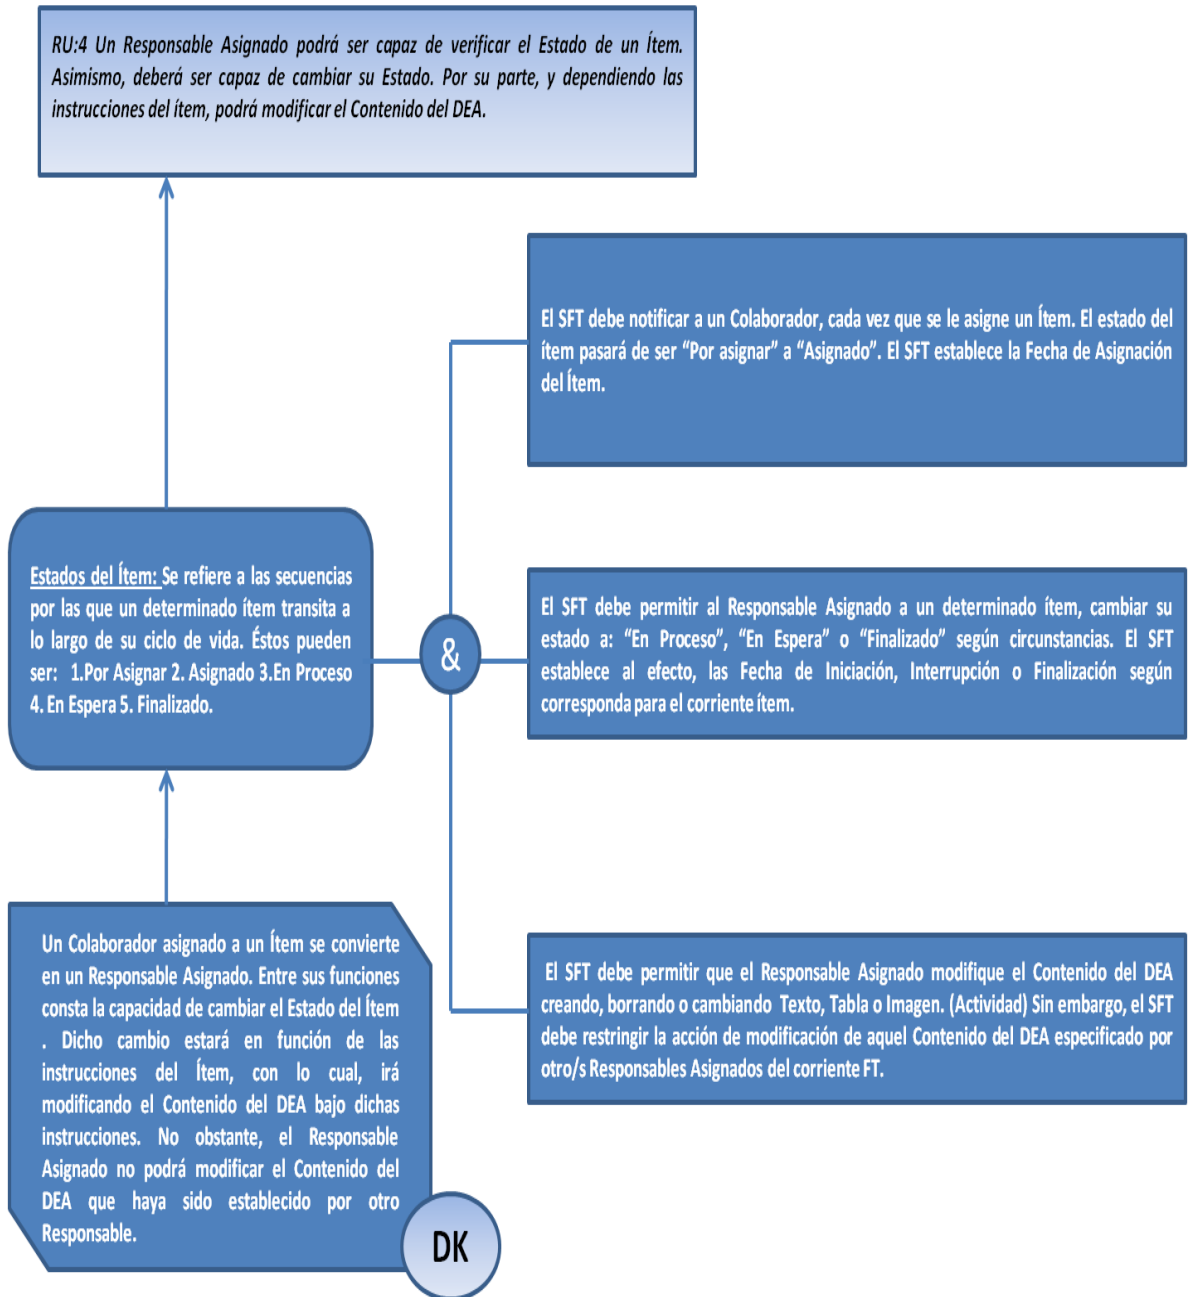 RU:4 Un Responsable Asignado podrá ser capaz de verificar el Estado de un Ítem.
Asimismo, deberá ser capaz de cambiar su Estado. Por su parte, y dependiendo las
instrucciones del ítem, podrá modificar el Contenido del DEA.
El SFT debe notificar a un Colaborador, cada vez que se le asigne un Ítem. El estado del
ítem pasará de ser “Por asignar” a “Asignado”. El SFT establece la Fecha de Asignación
del Ítem.
Estados del Ítem: Se refiere a las secuencias
por las que un determinado ítem transita a
lo largo de su ciclo de vida. Éstos pueden
ser: 1.Por Asignar 2. Asignado 3.En Proceso
4. En Espera 5. Finalizado.
&
El SFT debe permitir al Responsable Asignado a un determinado ítem, cambiar su
estado a: “En Proceso”, “En Espera” o “Finalizado” según circunstancias. El SFT
establece al efecto, las Fecha de Iniciación, Interrupción o Finalización según
corresponda para el corriente ítem.
Un Colaborador asignado a un Ítem se convierte
en un Responsable Asignado. Entre sus funciones
consta la capacidad de cambiar el Estado del Ítem
. Dicho cambio estará en función de las
instrucciones del Ítem, con lo cual, irá
modificando el Contenido del DEA bajo dichas
instrucciones. No obstante, el Responsable
Asignado no podrá modificar el Contenido del
DEA que haya sido establecido por otro
Responsable.
DK
El SFT debe permitir que el Responsable Asignado modifique el Contenido del DEA
creando, borrando o cambiando Texto, Tabla o Imagen. (Actividad) Sin embargo, el SFT
debe restringir la acción de modificación de aquel Contenido del DEA especificado por
otro/s Responsables Asignados del corriente FT.